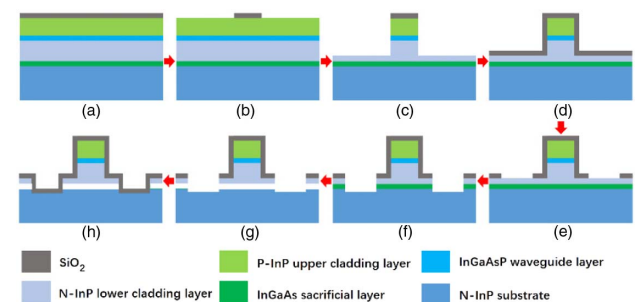 (a) (b) (c) (d)
(h) (g) (f) (e)
SiO2 P-InP upper cladding layer InGaAsP waveguide layer
N-InP lower cladding layer InGaAs sacrificial layer N-InP substrate